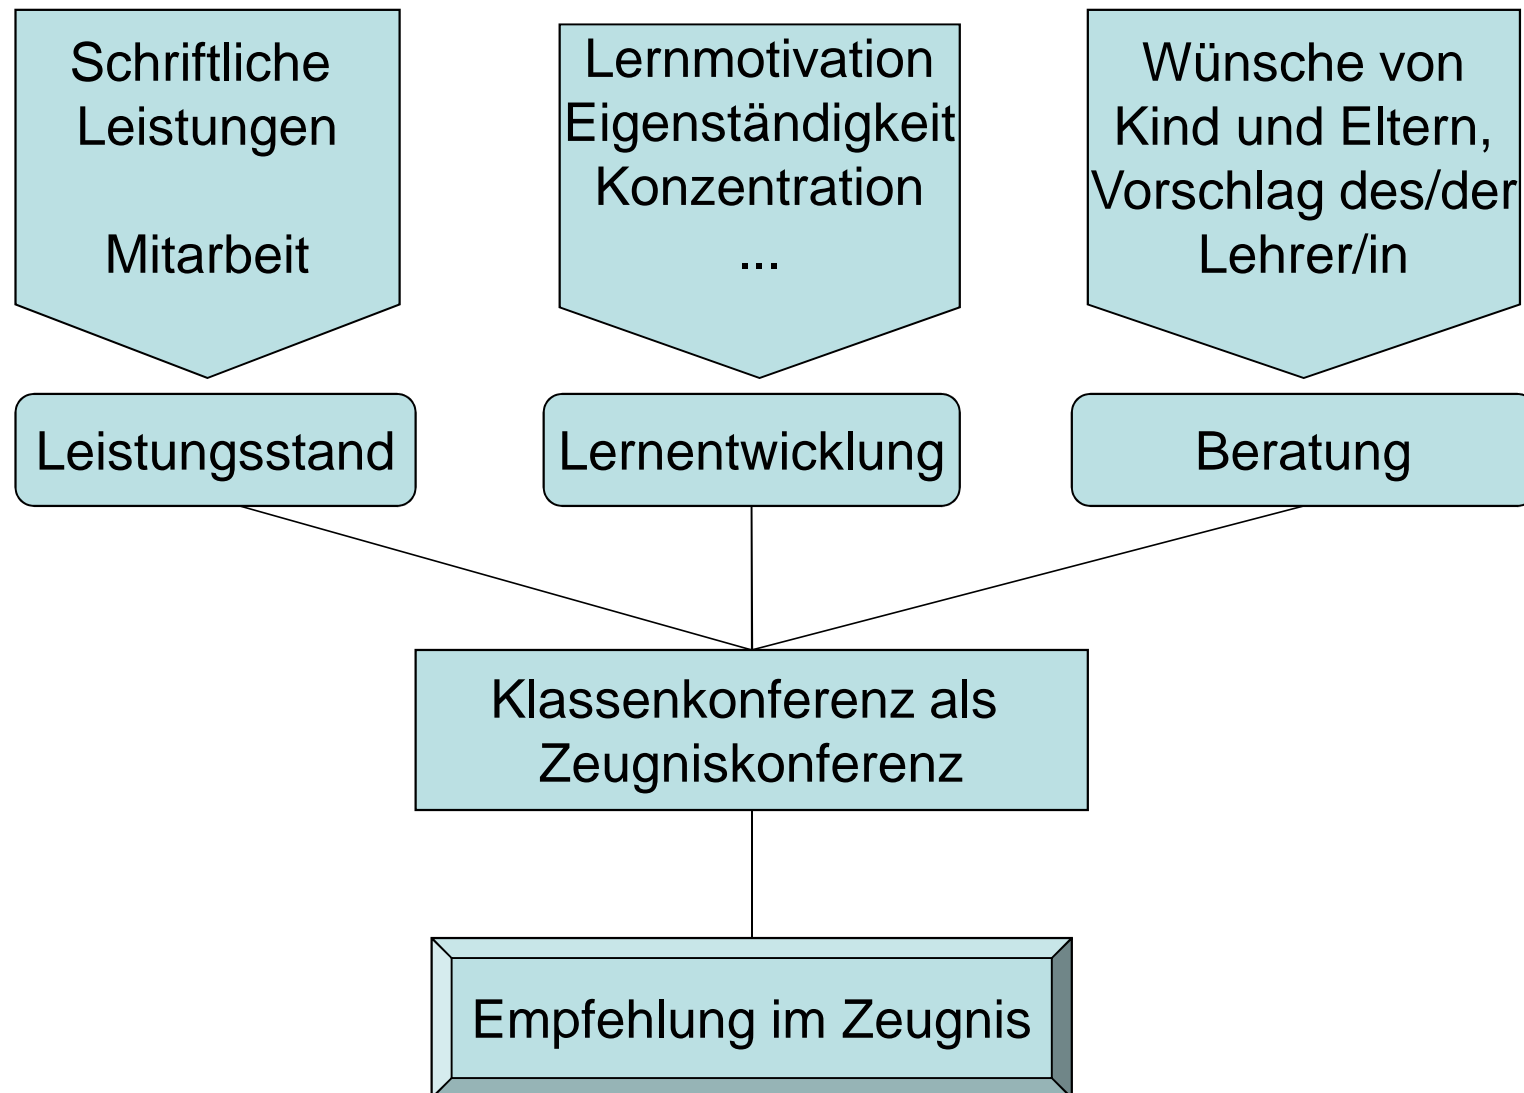 Schriftliche
Leistungen
Mitarbeit
Lernmotivation
Eigenständigkeit
Konzentration
...
Wünsche von
Kind und Eltern,
Vorschlag des/der
Lehrer/in
Leistungsstand
Lernentwicklung
Beratung
Klassenkonferenz als
Zeugniskonferenz
Empfehlung im Zeugnis